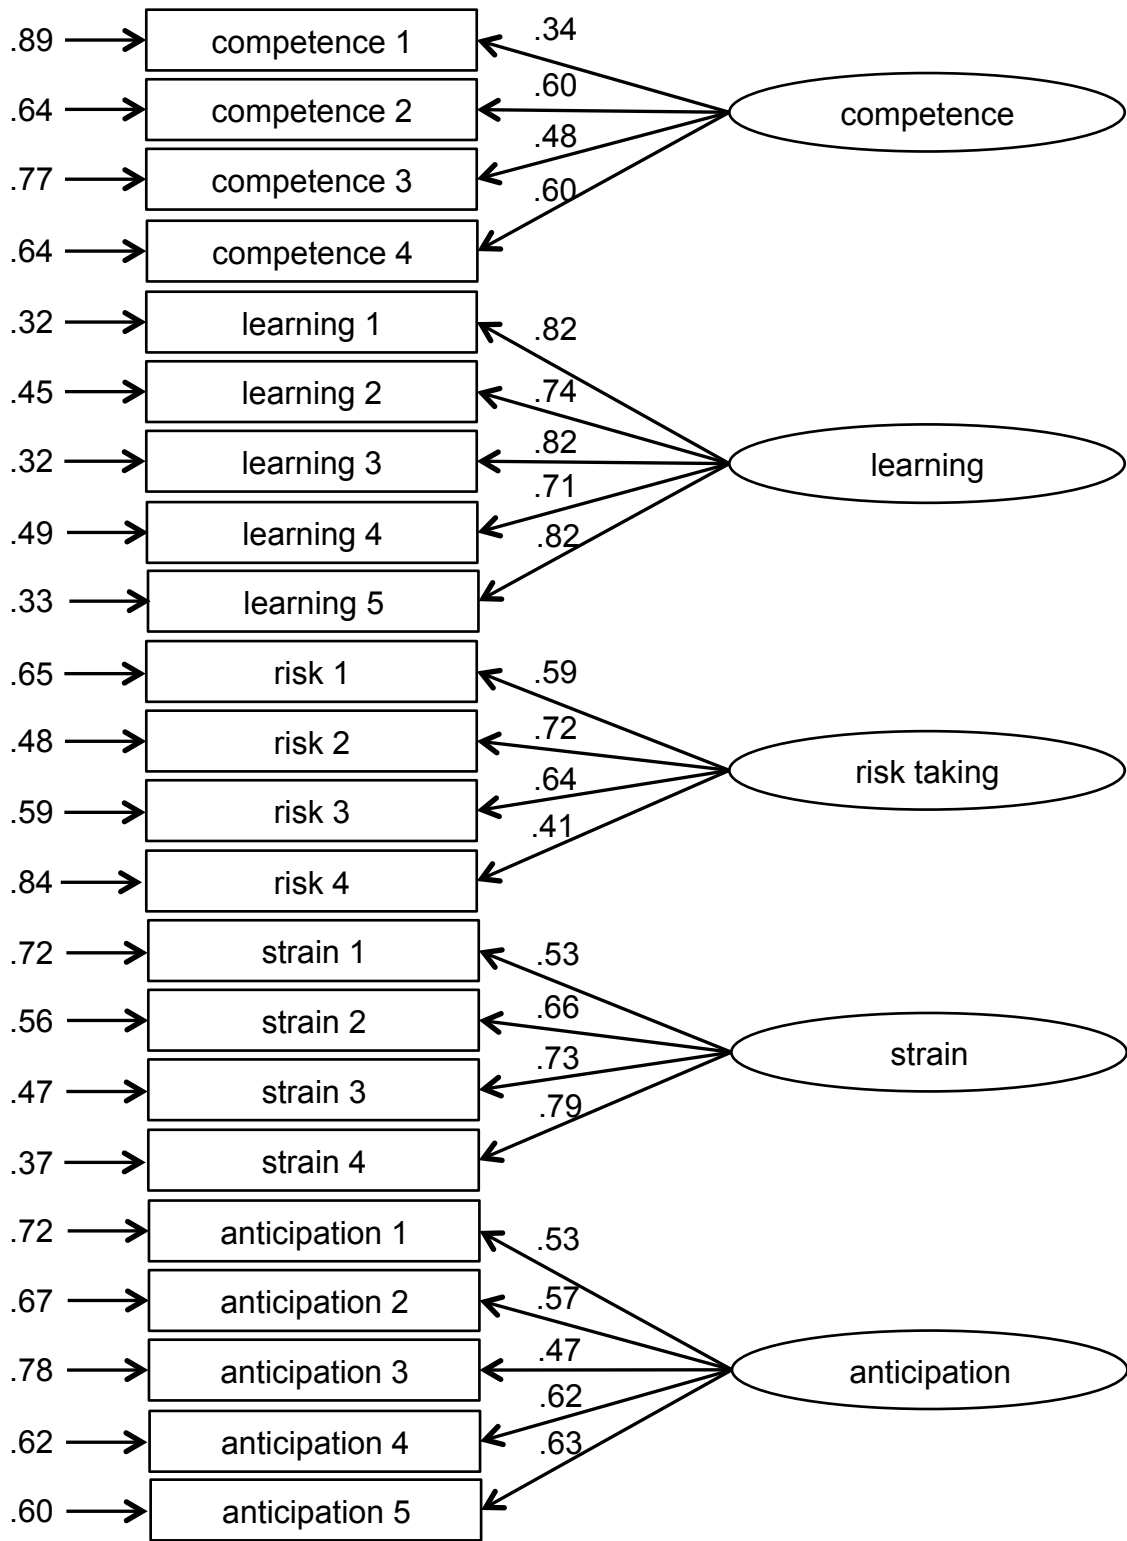 .89 competence 1 .34
.64 competence 2 .60 competence
.77 competence 3 .48
.64 competence 4 .60
.32 learning 1 .82
.45 learning 2 .74
.32 learning 3 .82 learning
.49 learning 4 .71
.33 learning 5 .82
.65 risk 1 .59
.48 risk 2 .72 risk taking
.59 risk 3 .64
.84 risk 4 .41
.72 strain 1 .53
.56 strain 2 .66 strain
.47 strain 3 .73
.37 strain 4 .79
.72 anticipation 1 .53
.67 anticipation 2 .57
.78 anticipation 3 .47 anticipation
.62 anticipation 4 .62
.60 anticipation 5 .63